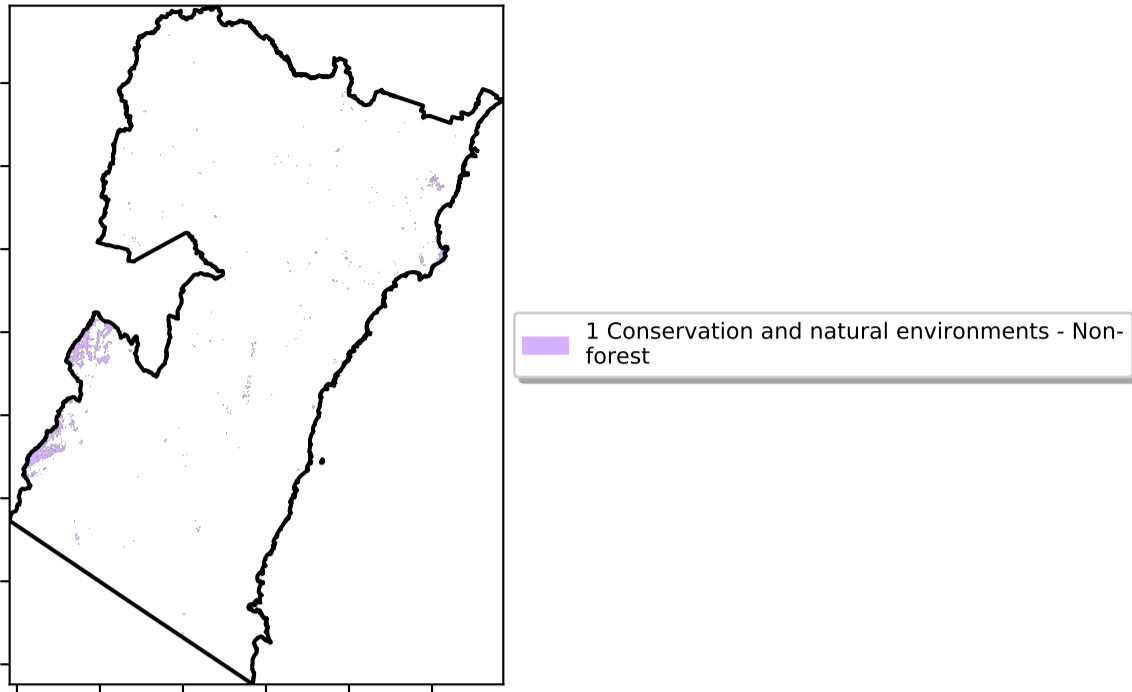 1 Conservation and natural environments - Non-
forest